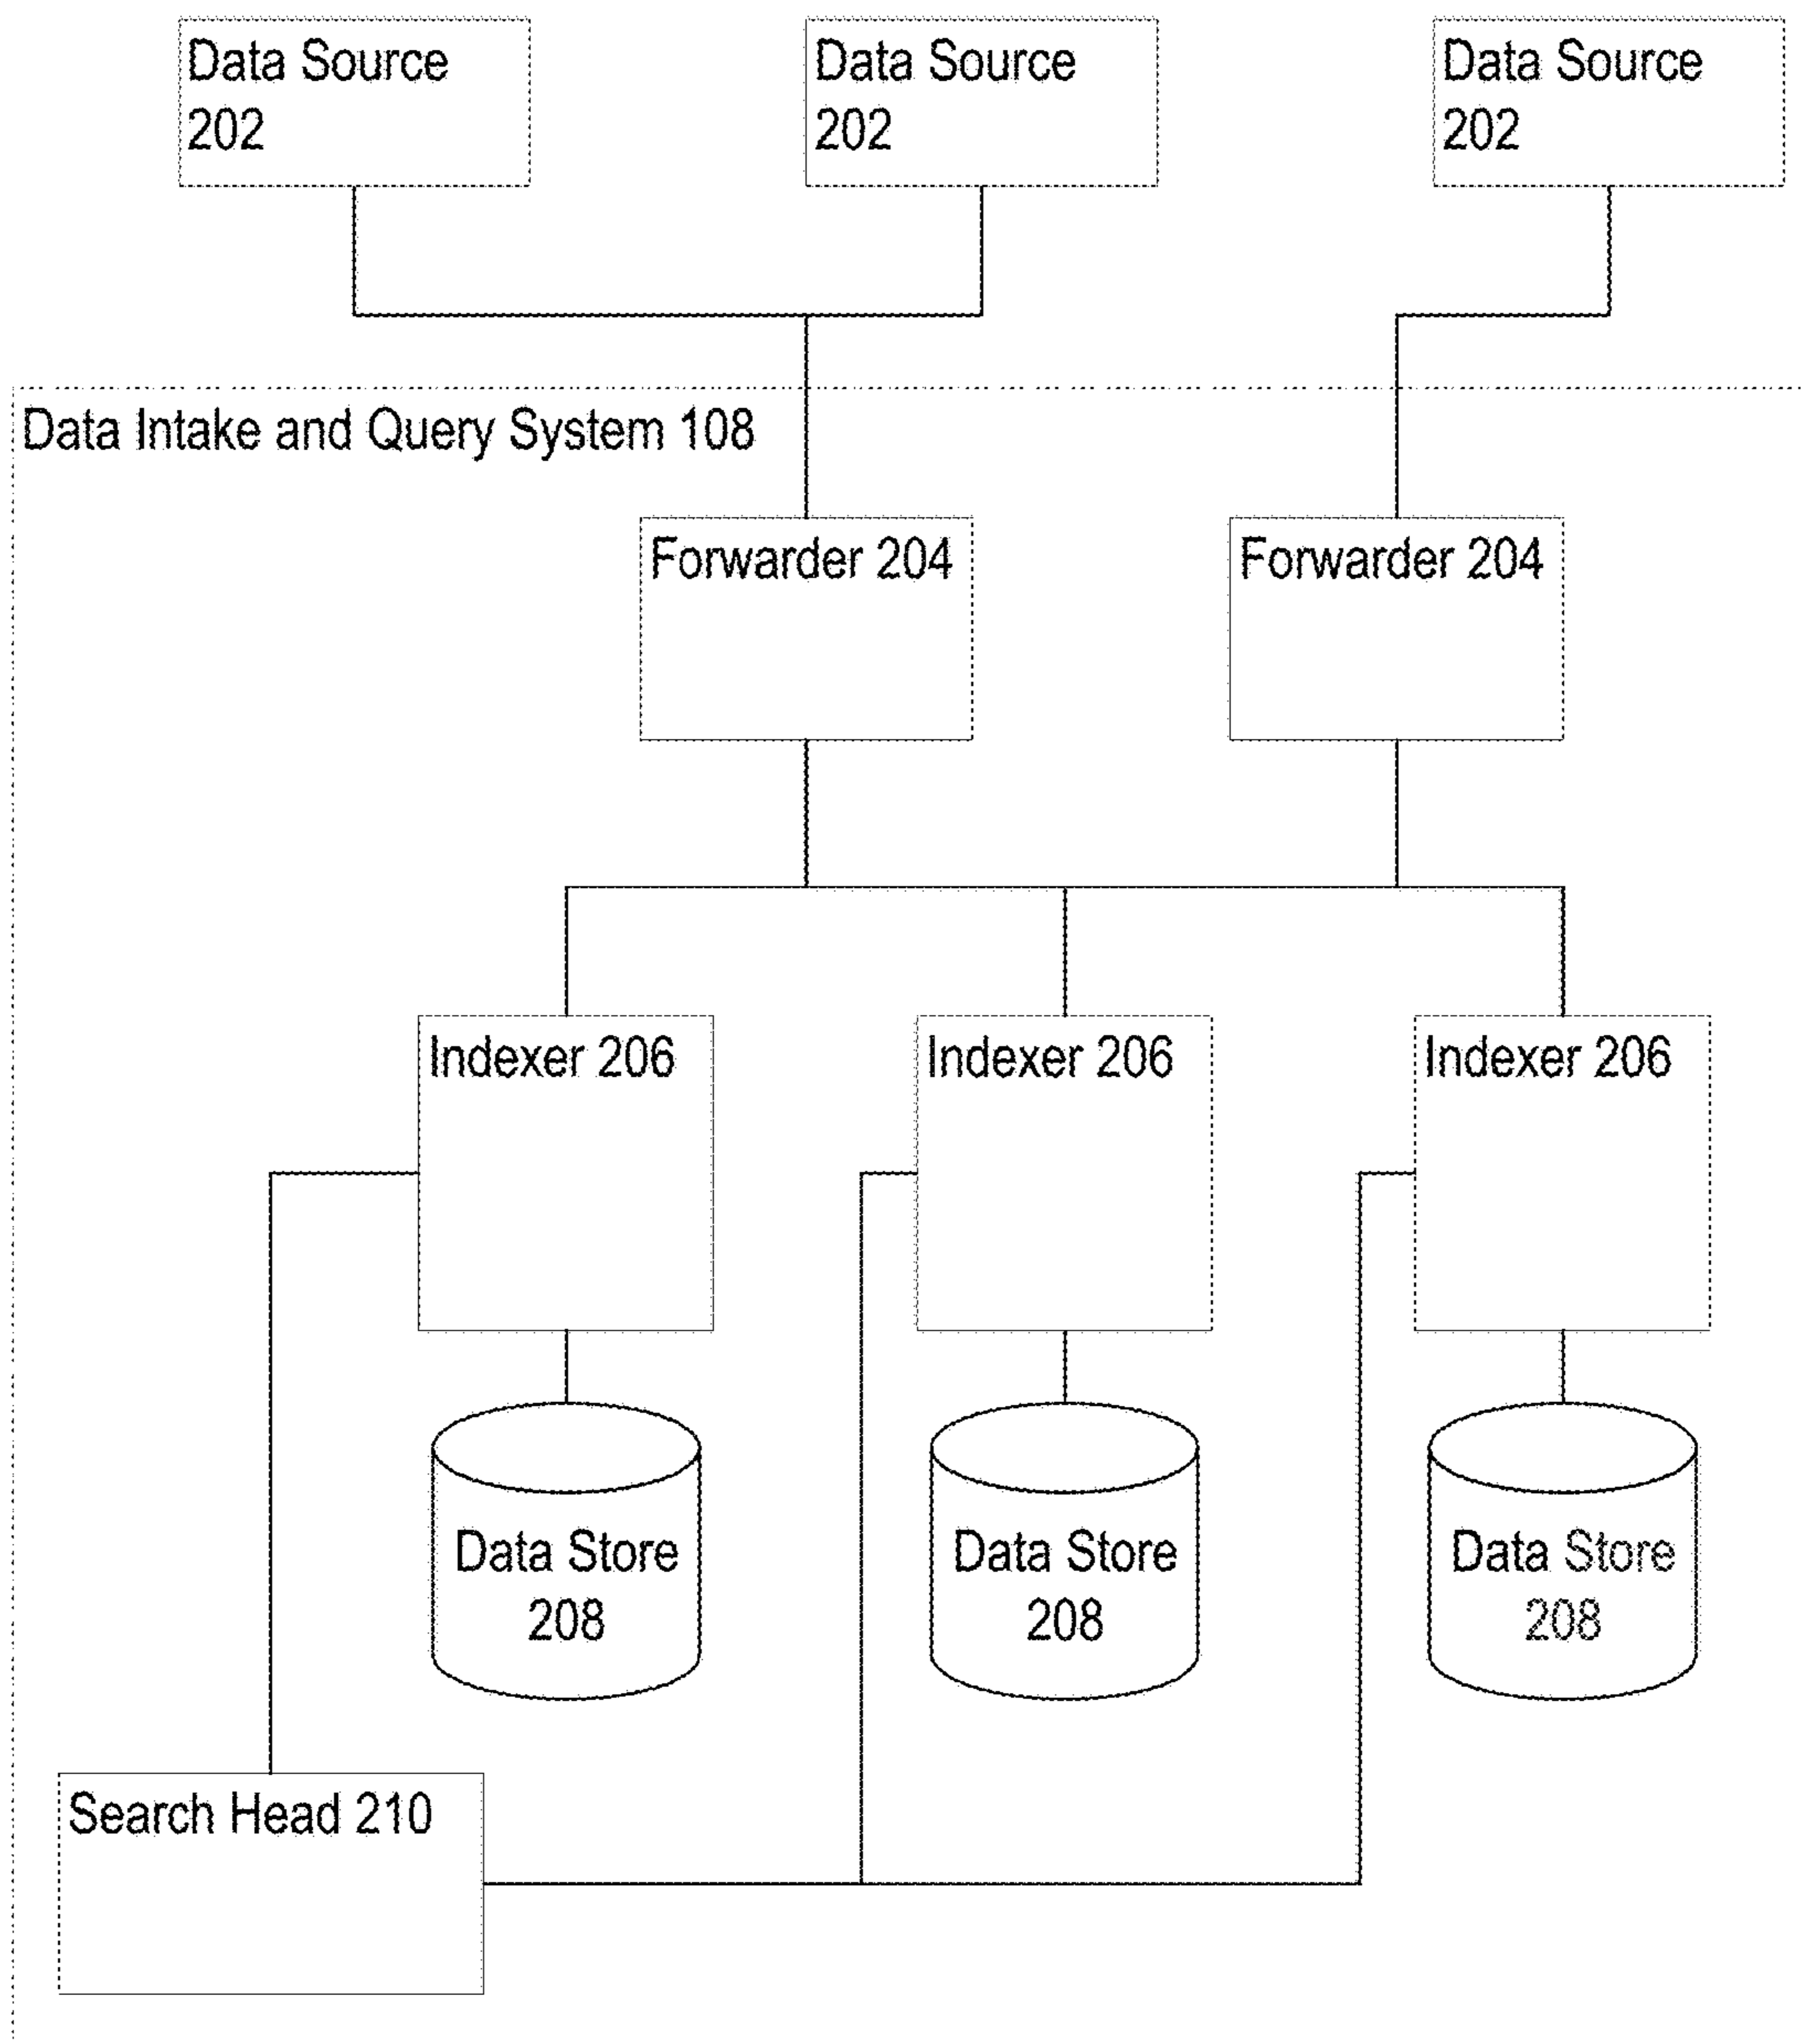 Data Source
202
Data Source
202
Data Source
202
Data Intake and Query System 108
Forwarder 204
Forwarder 204
Indexer 206
Indexer 206
Indexer 206
Data Store
208
Data Store
208
Data Store
208
Search Head 210